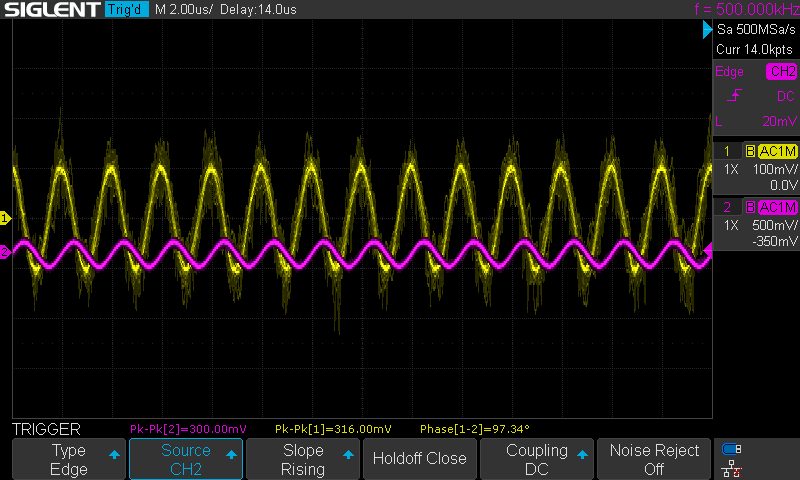 SIGLENT Trig'd M 2.00us/ Delay:14.0us f = 500.000kHz
Sa 500MSa/s
Curr 14.0kpts
Edge CH2
DC
L 20mV
1 B AC1M
1X 100mV/
0.0V
2 B AC1M
1X 500mV/
-350mV
1
2
TRIGGER Pk-Pk[2]=300.00mV Pk-Pk[1]=316.00mV Phase[1-2]=97.34°
Type
Edge
Source
CH2
Slope
Rising
Holdoff Close
Coupling
DC
Noise Reject
Off